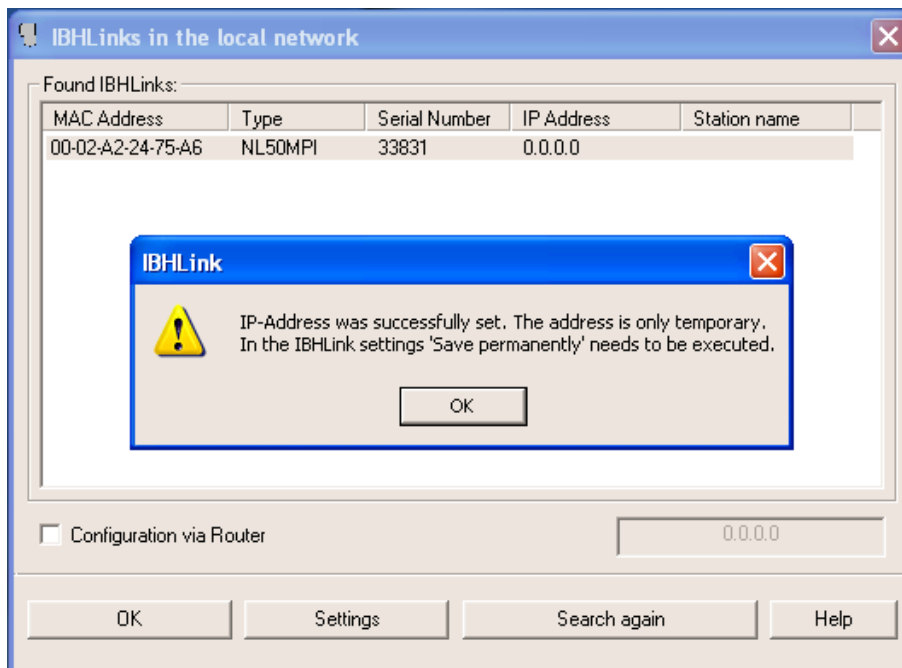 IBHLinks in the local network
Found IBHLinks:
MAC Address Type Serial Number IP Address Station name
00-02-A2-24-75-A6 NL50MPI 33831 0.0.0.0
IBHLink
IP-Address was successfully set. The address is only temporary.
In the IBHLink settings 'Save permanently' needs to be executed.
OK
Configuration via Router 0.0.0.0
OK Settings Search again Help